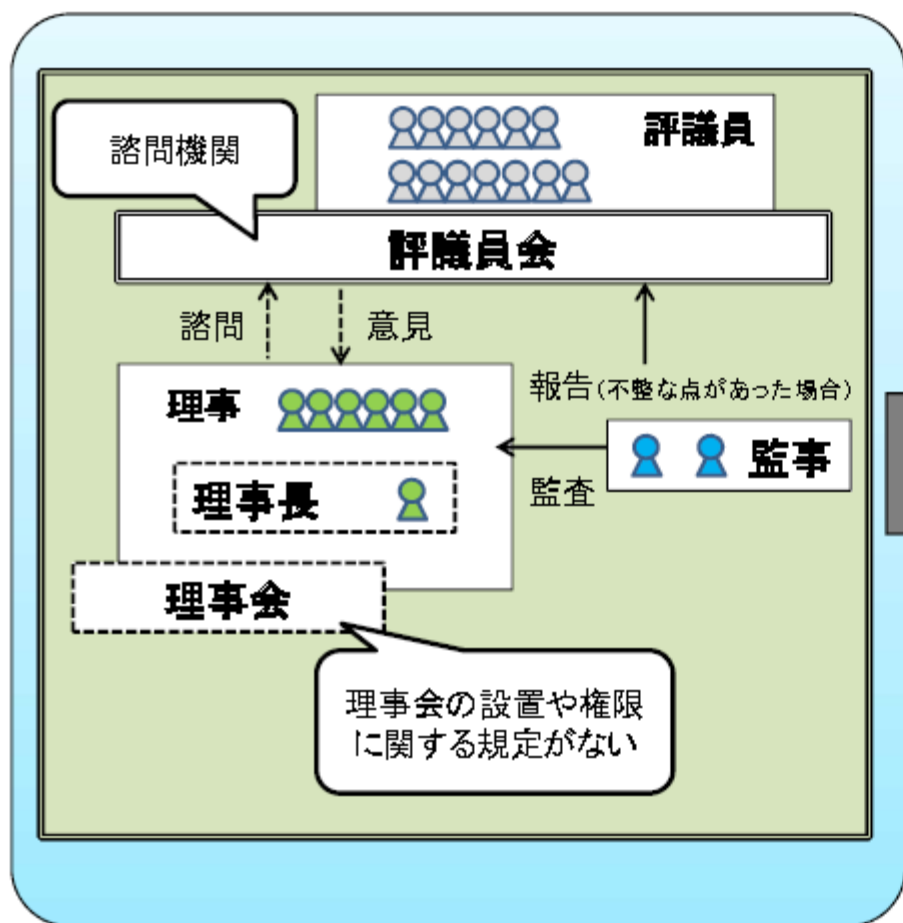 諮問機関
評議員
評議員会
諮問
意見
報告(不整な点があった場合)
理事
監事
理事長
監査
理事会
理事会の設置や権限
に関する規定がない